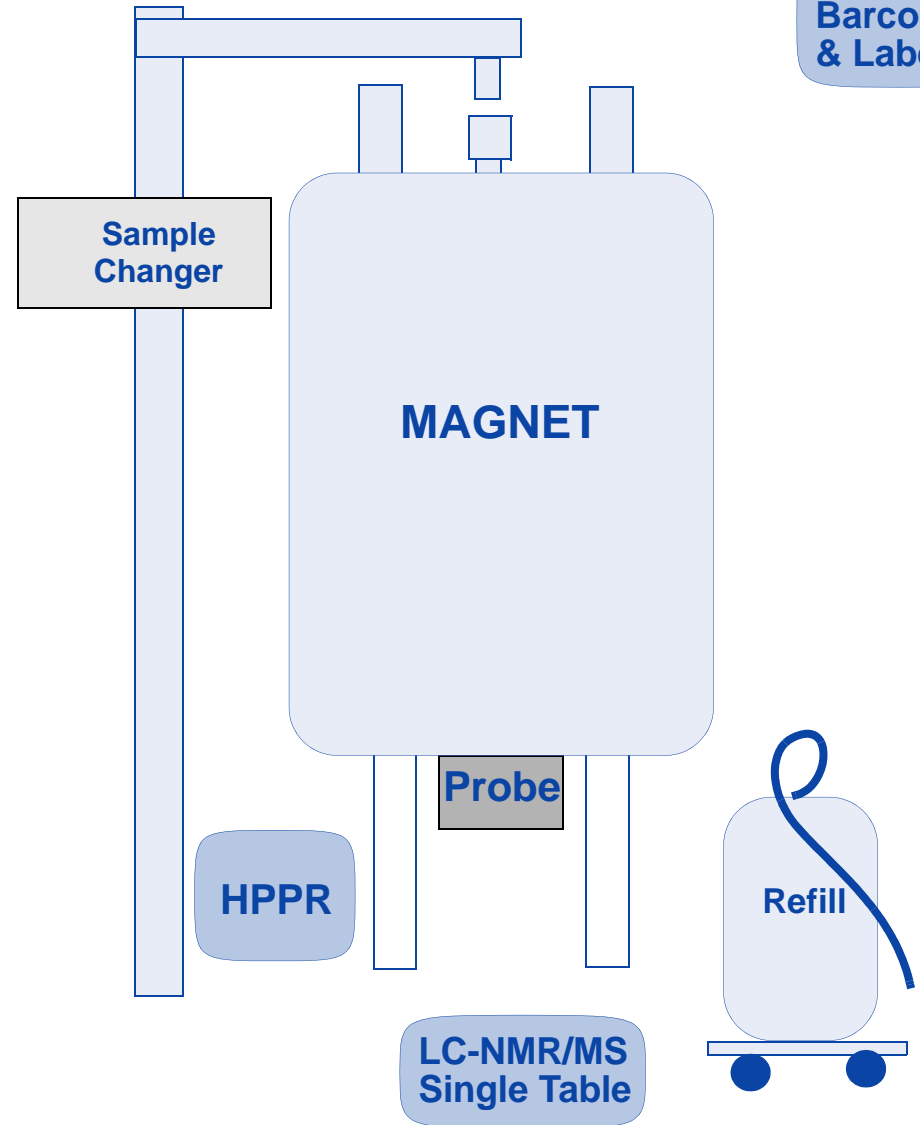 Sample
Changer
MAGNET
Probe
HPPR
Refill
LC-NMR/MS
Single Table